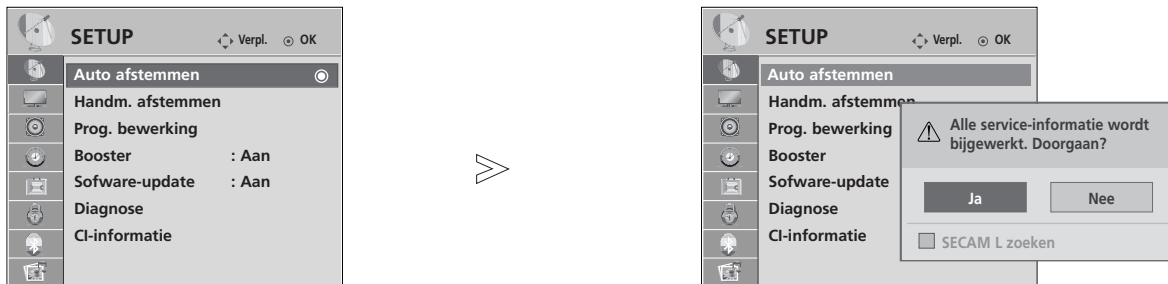 SETUP Verpl. OK
Auto afstemmen
Handm. afstemmen
Prog. bewerking
Booster : Aan
Sofware-update : Aan
Diagnose
CI-informatie
SETUP Verpl. OK
Auto afstemmen
Handm. afstemmen
Prog. bewerking
Booster
Sofware-update
Diagnose
CI-informatie
Alle service-informatie wordt
bijgewerkt. Doorgaan?
Ja Nee
SECAM L zoeken